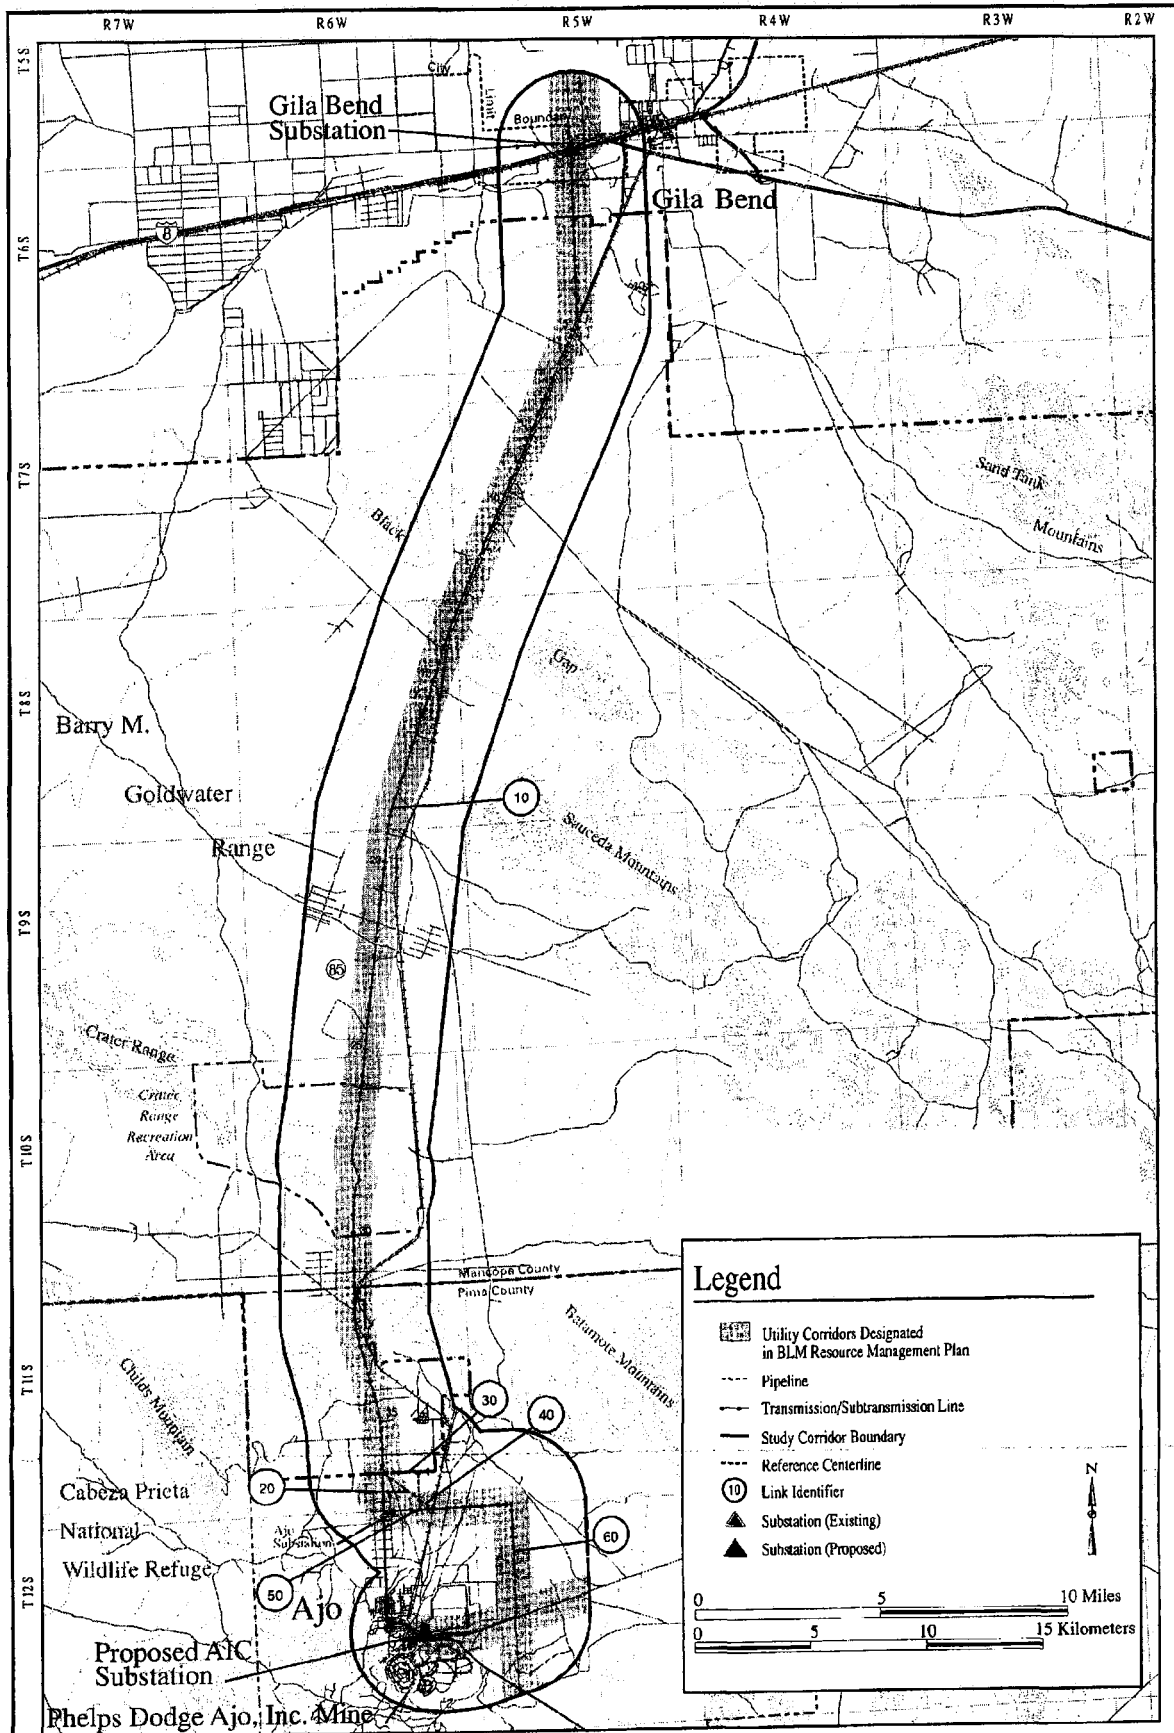 R7W R6W R5W R4W R3W R2W
T5S
City
Limit
Gila Bend
Substation
Gila Bend
8
T6S
T7S
Sand Tank
Mountains
Black
Gap
T8S
Barry M.
Goldwater
Range
10
Sauceda Mountains
T9S
85
Crater Range
Crater
Range
Recreation
Area
T10S
Maricopa County
Pima County
Batamote Mountains
T11S
Childs Mountain
30
40
20
Cabeza Prieta
National
Wildlife Refuge
Ajo
Substation
60
50
Ajo
T12S
Proposed AIC
Substation
Phelps Dodge Ajo, Inc. Mine
Legend
Utility Corridors Designated
in BLM Resource Management Plan
Pipeline
Transmission/Subtransmission Line
Study Corridor Boundary
Reference Centerline
10 Link Identifier
Substation (Existing)
Substation (Proposed)
N
0 5 10 Miles
0 5 10 15 Kilometers